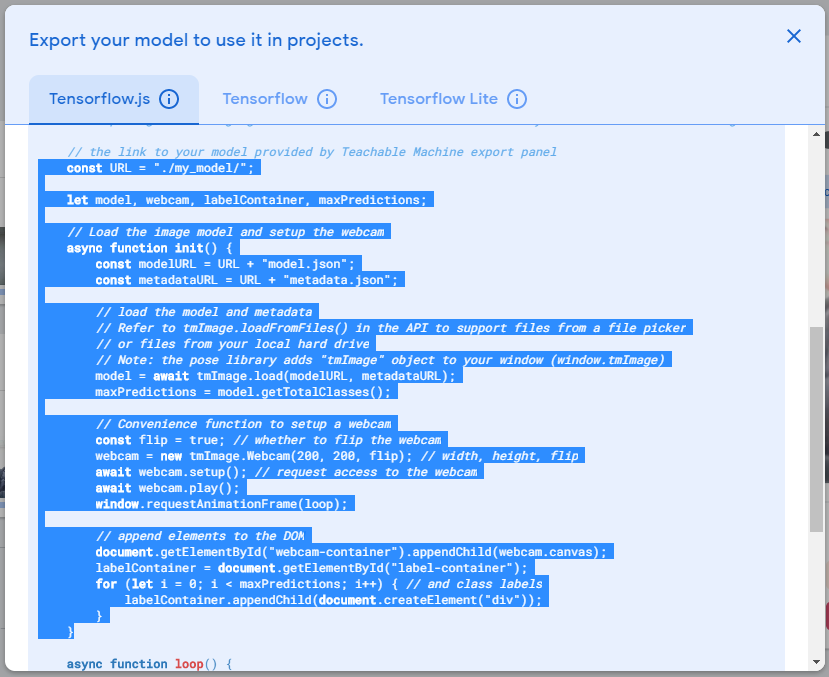 Export your model to use it in projects.
Tensorflow.js
Tensorflow
Tensorflow Lite
// the link to your model provided by Teachable Machine export panel
const URL = "./my_model/";
let model, webcam, labelContainer, maxPredictions;
// Load the image model and setup the webcam
async function init() {
const modelURL = URL + "model.json";
const metadataURL = URL + "metadata.json";
// load the model and metadata
// Refer to tmImage.loadFromFiles() in the API to support files from a file picker
// or files from your local hard drive
// Note: the pose library adds "tmImage" object to your window (window.tmImage)
model = await tmImage.load(modelURL, metadataURL);
maxPredictions = model.getTotalClasses();
// Convenience function to setup a webcam
const flip = true; // whether to flip the webcam
webcam = new tmImage.Webcam(200, 200, flip); // width, height, flip
await webcam.setup(); // request access to the webcam
await webcam.play();
window.requestAnimationFrame(loop);
// append elements to the DOM
document.getElementById("webcam-container").appendChild(webcam.canvas);
labelContainer = document.getElementById("label-container");
for (let i = 0; i < maxPredictions; i++) { // and class labels
labelContainer.appendChild(document.createElement("div"));
}
}
async function loop() {